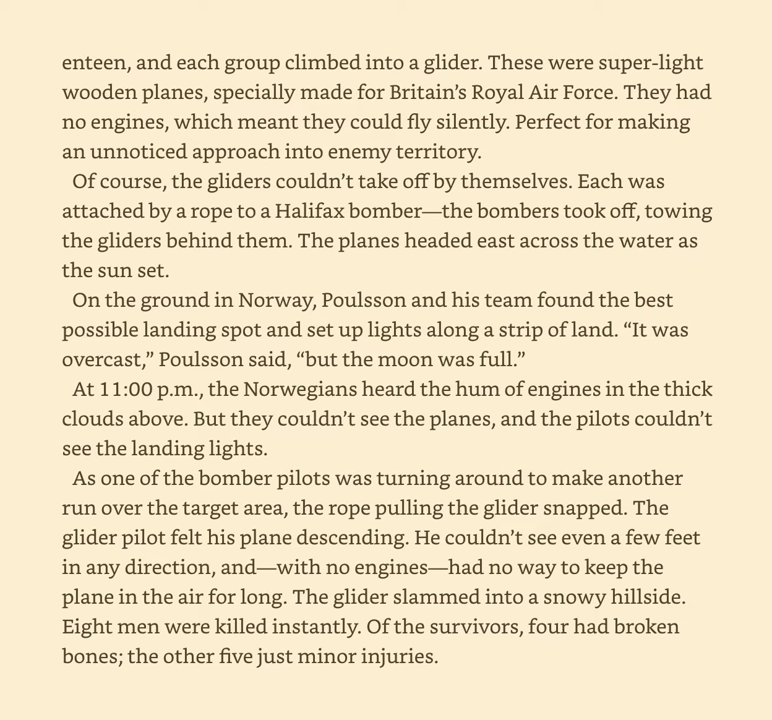 enteen, and each group climbed into a glider. These were super-light
wooden planes, specially made for Britain’s Royal Air Force. They had
no engines, which meant they could fly silently. Perfect for making
an unnoticed approach into enemy territory.
Of course, the gliders couldn’t take off by themselves. Each was
attached by a rope to a Halifax bomber—the bombers took off, towing
the gliders behind them. The planes headed east across the water as
the sun set.
On the ground in Norway, Poulsson and his team found the best
possible landing spot and set up lights along a strip of land. “It was
overcast,” Poulsson said, “but the moon was full.”
At 11:00 p.m., the Norwegians heard the hum of engines in the thick
clouds above. But they couldn’t see the planes, and the pilots couldn’t
see the landing lights.
As one of the bomber pilots was turning around to make another
run over the target area, the rope pulling the glider snapped. The
glider pilot felt his plane descending. He couldn’t see even a few feet
in any direction, and—with no engines—had no way to keep the
plane in the air for long. The glider slammed into a snowy hillside.
Eight men were killed instantly. Of the survivors, four had broken
bones; the other five just minor injuries.